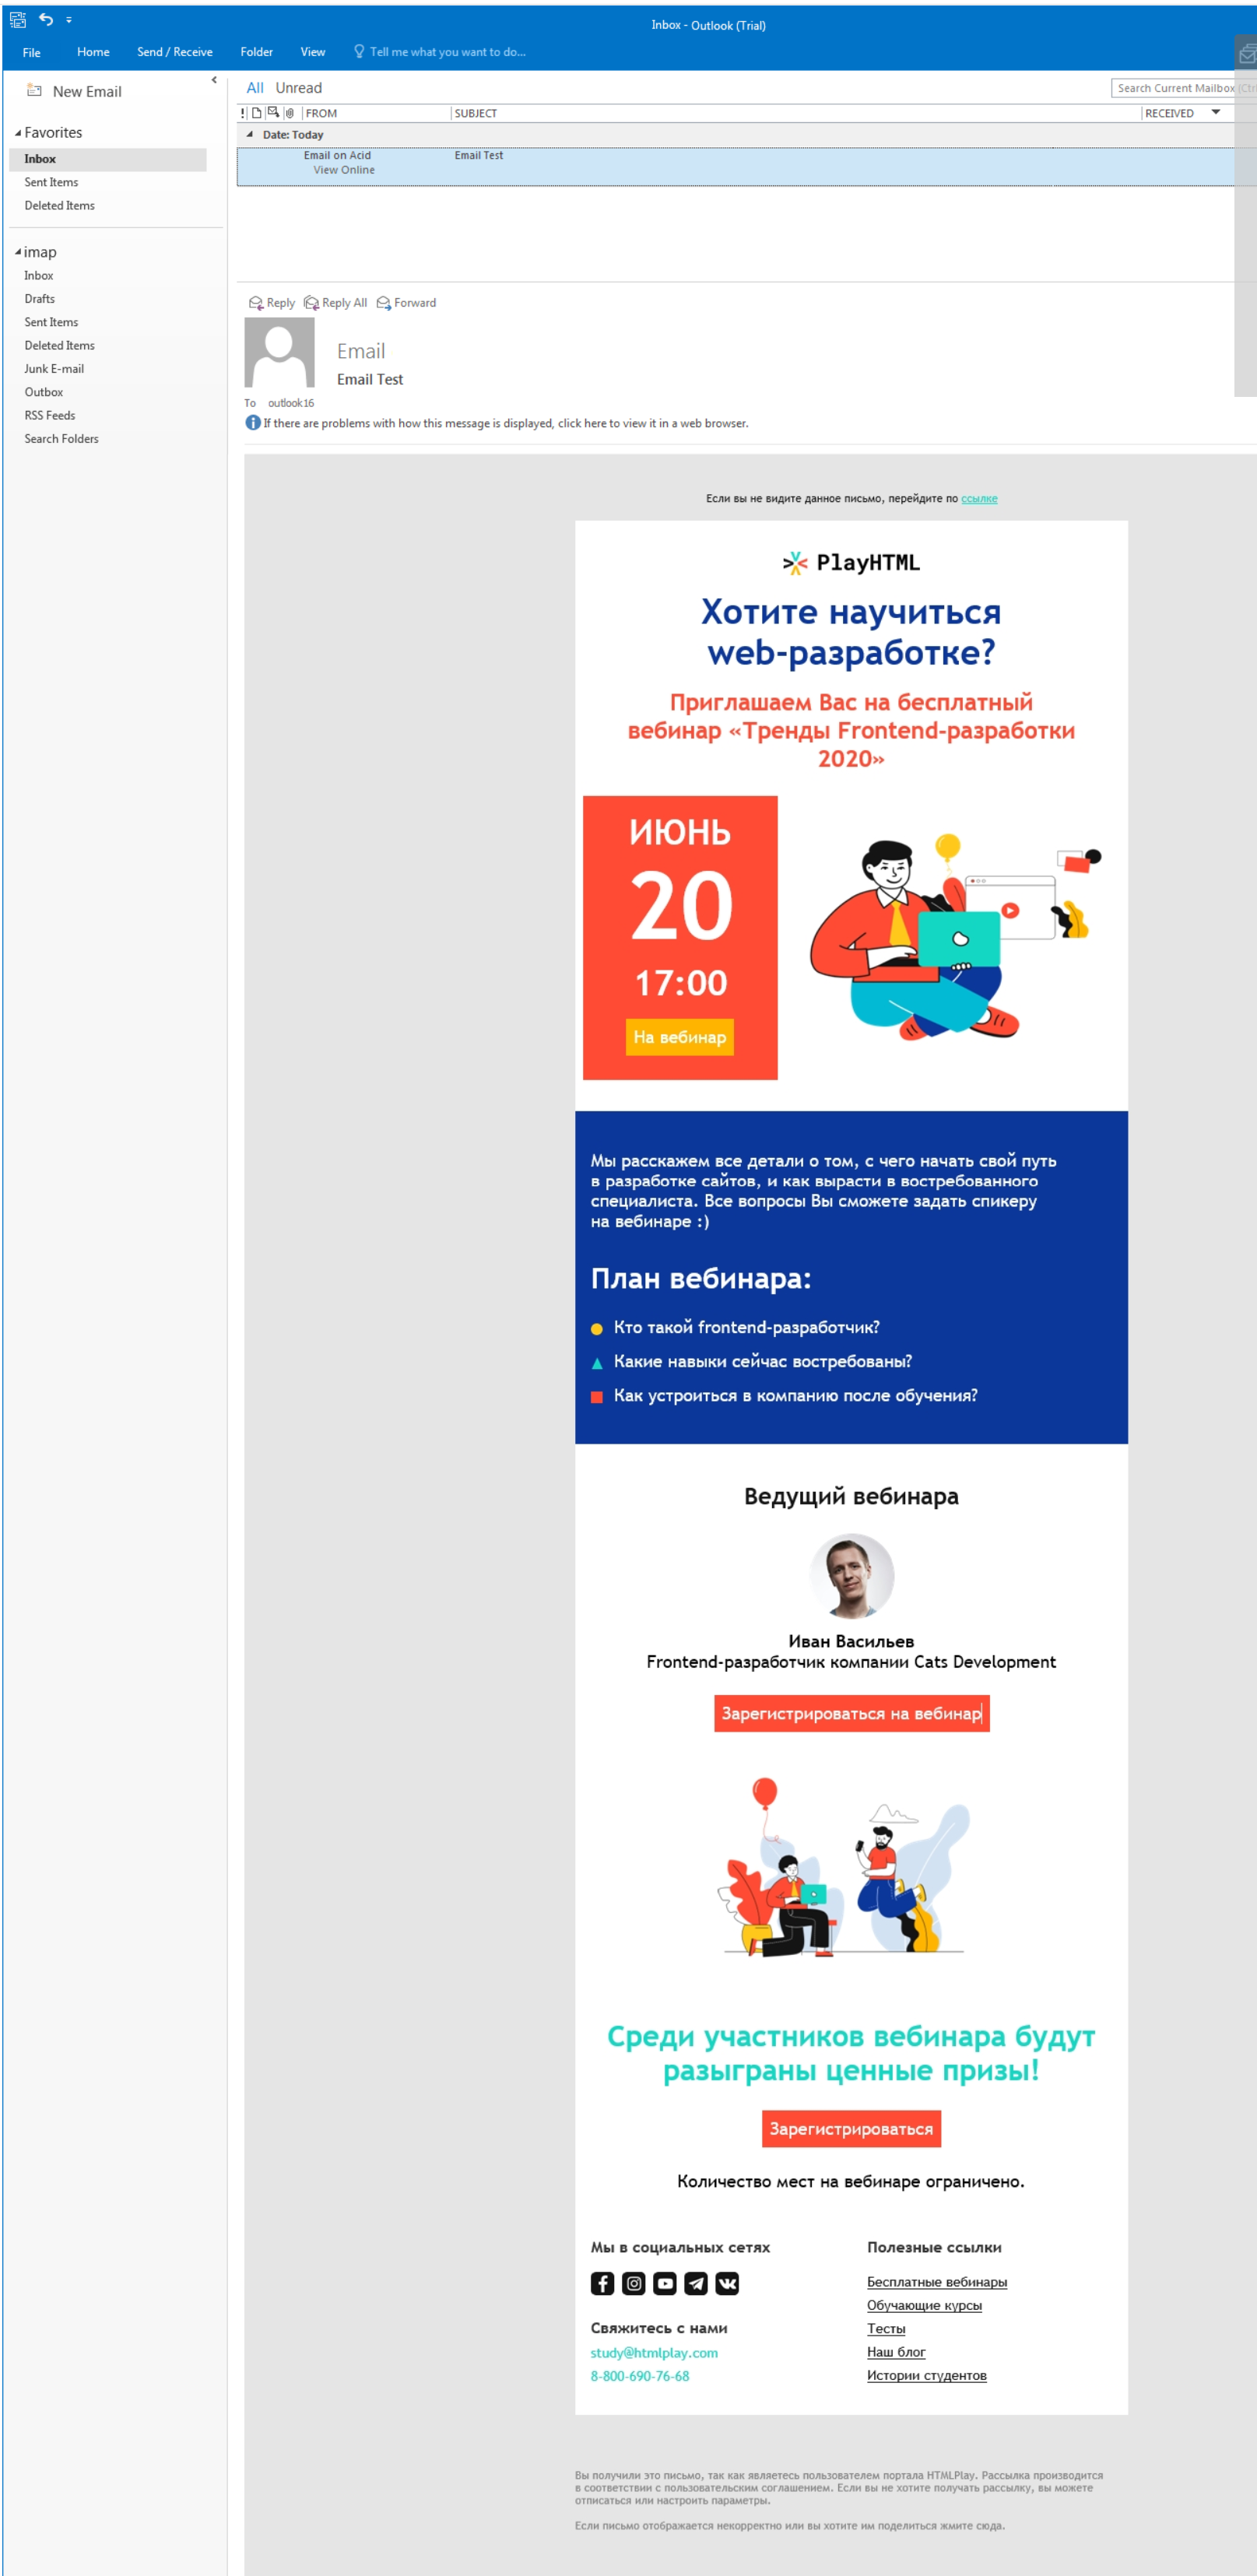 Inbox - Outlook (Trial)
File Home Send / Receive Folder View Tell me what you want to do...
New Email
Favorites
Inbox
Sent Items
Deleted Items
imap
Inbox
Drafts
Sent Items
Deleted Items
Junk E-mail
Outbox
RSS Feeds
Search Folders
All Unread
Search Current Mailbox (Ctr
! FROM SUBJECT RECEIVED
Date: Today
Email on Acid Email Test
View Online
Reply Reply All Forward
Email
Email Test
To outlook16
If there are problems with how this message is displayed, click here to view it in a web browser.
Если вы не видите данное письмо, перейдите по ссылке
PlayHTML
Хотите научиться
web-разработке?
Приглашаем Вас на бесплатный
вебинар «Тренды Frontend-разработки
2020»
ИЮНЬ
20
17:00
На вебинар
Мы расскажем все детали о том, с чего начать свой путь
в разработке сайтов, и как вырасти в востребованного
специалиста. Все вопросы Вы сможете задать спикеру
на вебинаре :)
План вебинара:
Кто такой frontend-разработчик?
Какие навыки сейчас востребованы?
Как устроиться в компанию после обучения?
Ведущий вебинара
Иван Васильев
Frontend-разработчик компании Cats Development
Зарегистрироваться на вебинар
Среди участников вебинара будут
разыграны ценные призы!
Зарегистрироваться
Количество мест на вебинаре ограничено.
Мы в социальных сетях
Свяжитесь с нами
study@htmlplay.com
8-800-690-76-68
Полезные ссылки
Бесплатные вебинары
Обучающие курсы
Тесты
Наш блог
Истории студентов
Вы получили это письмо, так как являетесь пользователем портала HTMLPlay. Рассылка производится
в соответствии с пользовательским соглашением. Если вы не хотите получать рассылку, вы можете
отписаться или настроить параметры.
Если письмо отображается некорректно или вы хотите им поделиться жмите сюда.